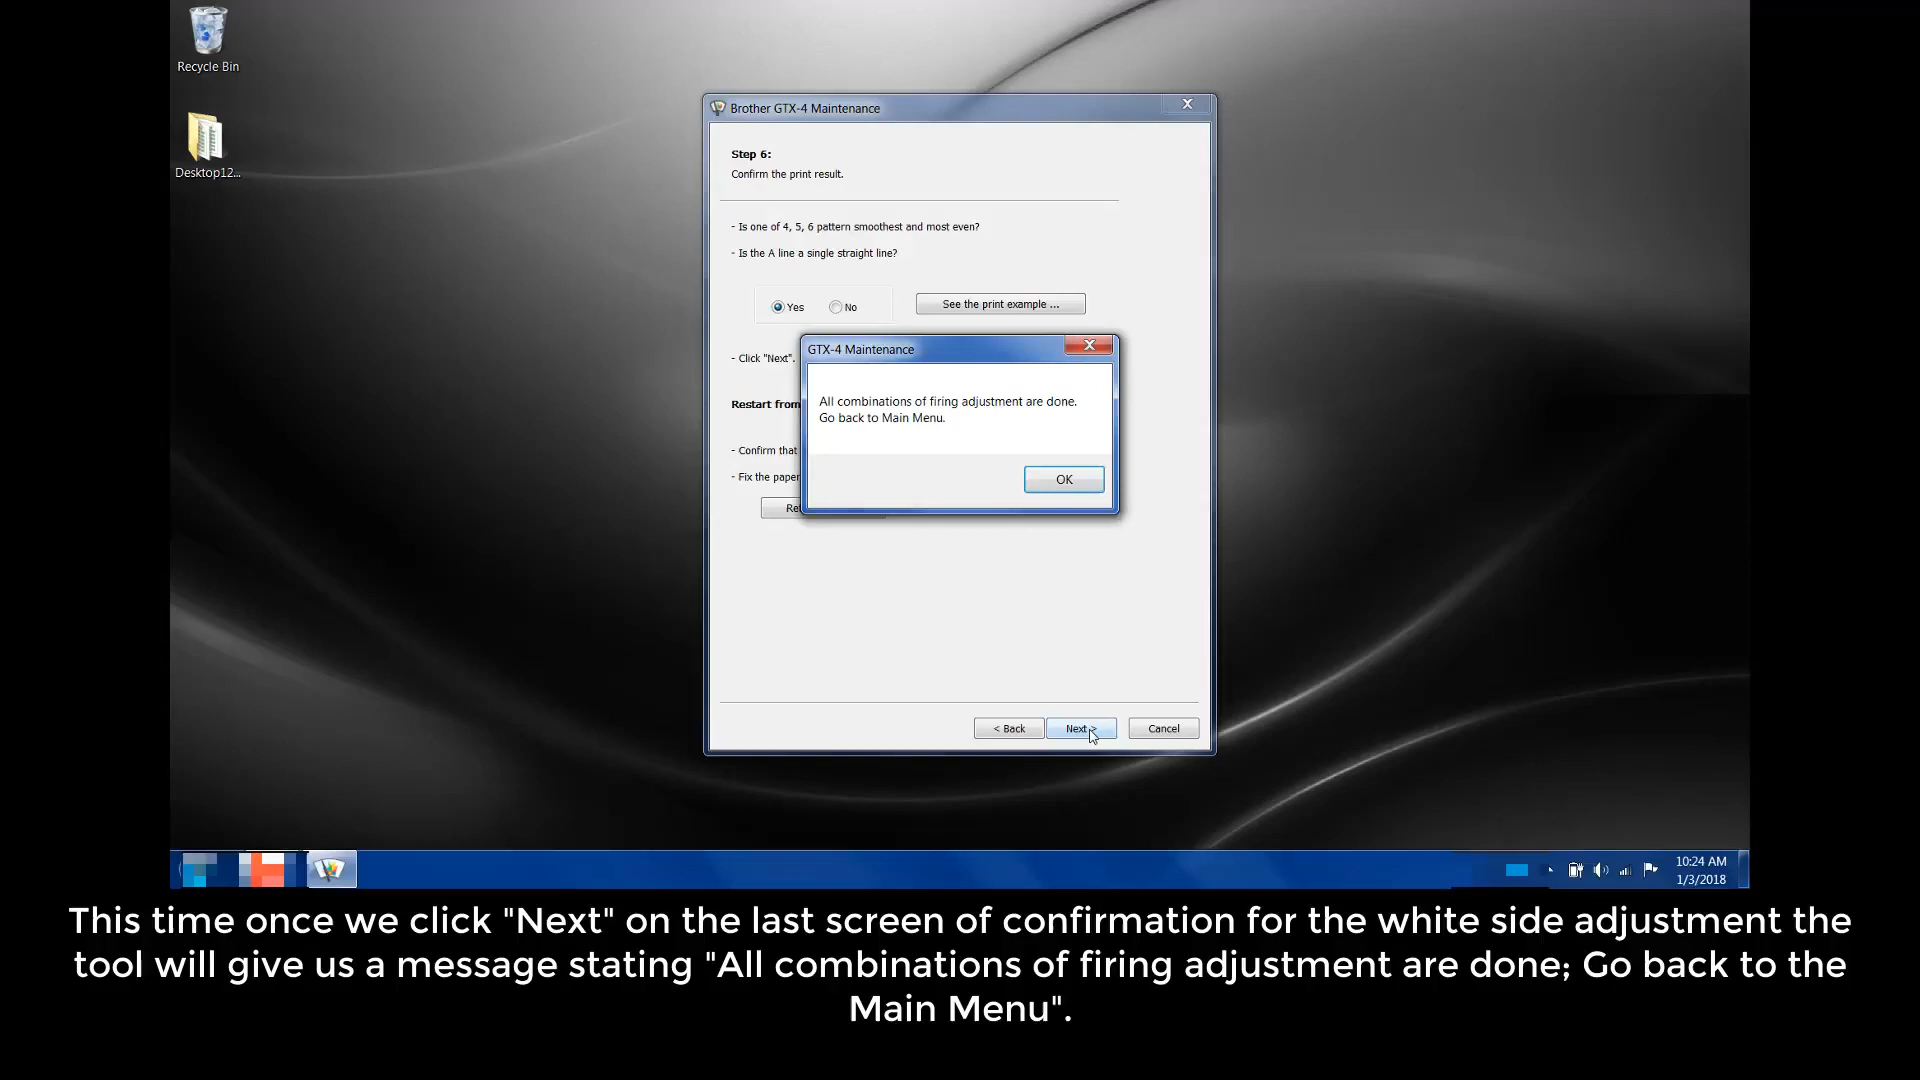 Recycle Bin
Desktop12...
Brother GTX-4 Maintenance
Step 6:
Confirm the print result.
- Is one of 4, 5, 6 pattern smoothest and most even?
- Is the A line a single straight line?
Yes
No
See the print example ...
- Click "Next".
GTX-4 Maintenance
All combinations of firing adjustment are done.
Go back to Main Menu.
OK
Restart from
- Confirm that
- Fix the paper
< Back
Next >
Cancel
10:24 AM
1/3/2018
This time once we click "Next" on the last screen of confirmation for the white side adjustment the
tool will give us a message stating "All combinations of firing adjustment are done; Go back to the
Main Menu".